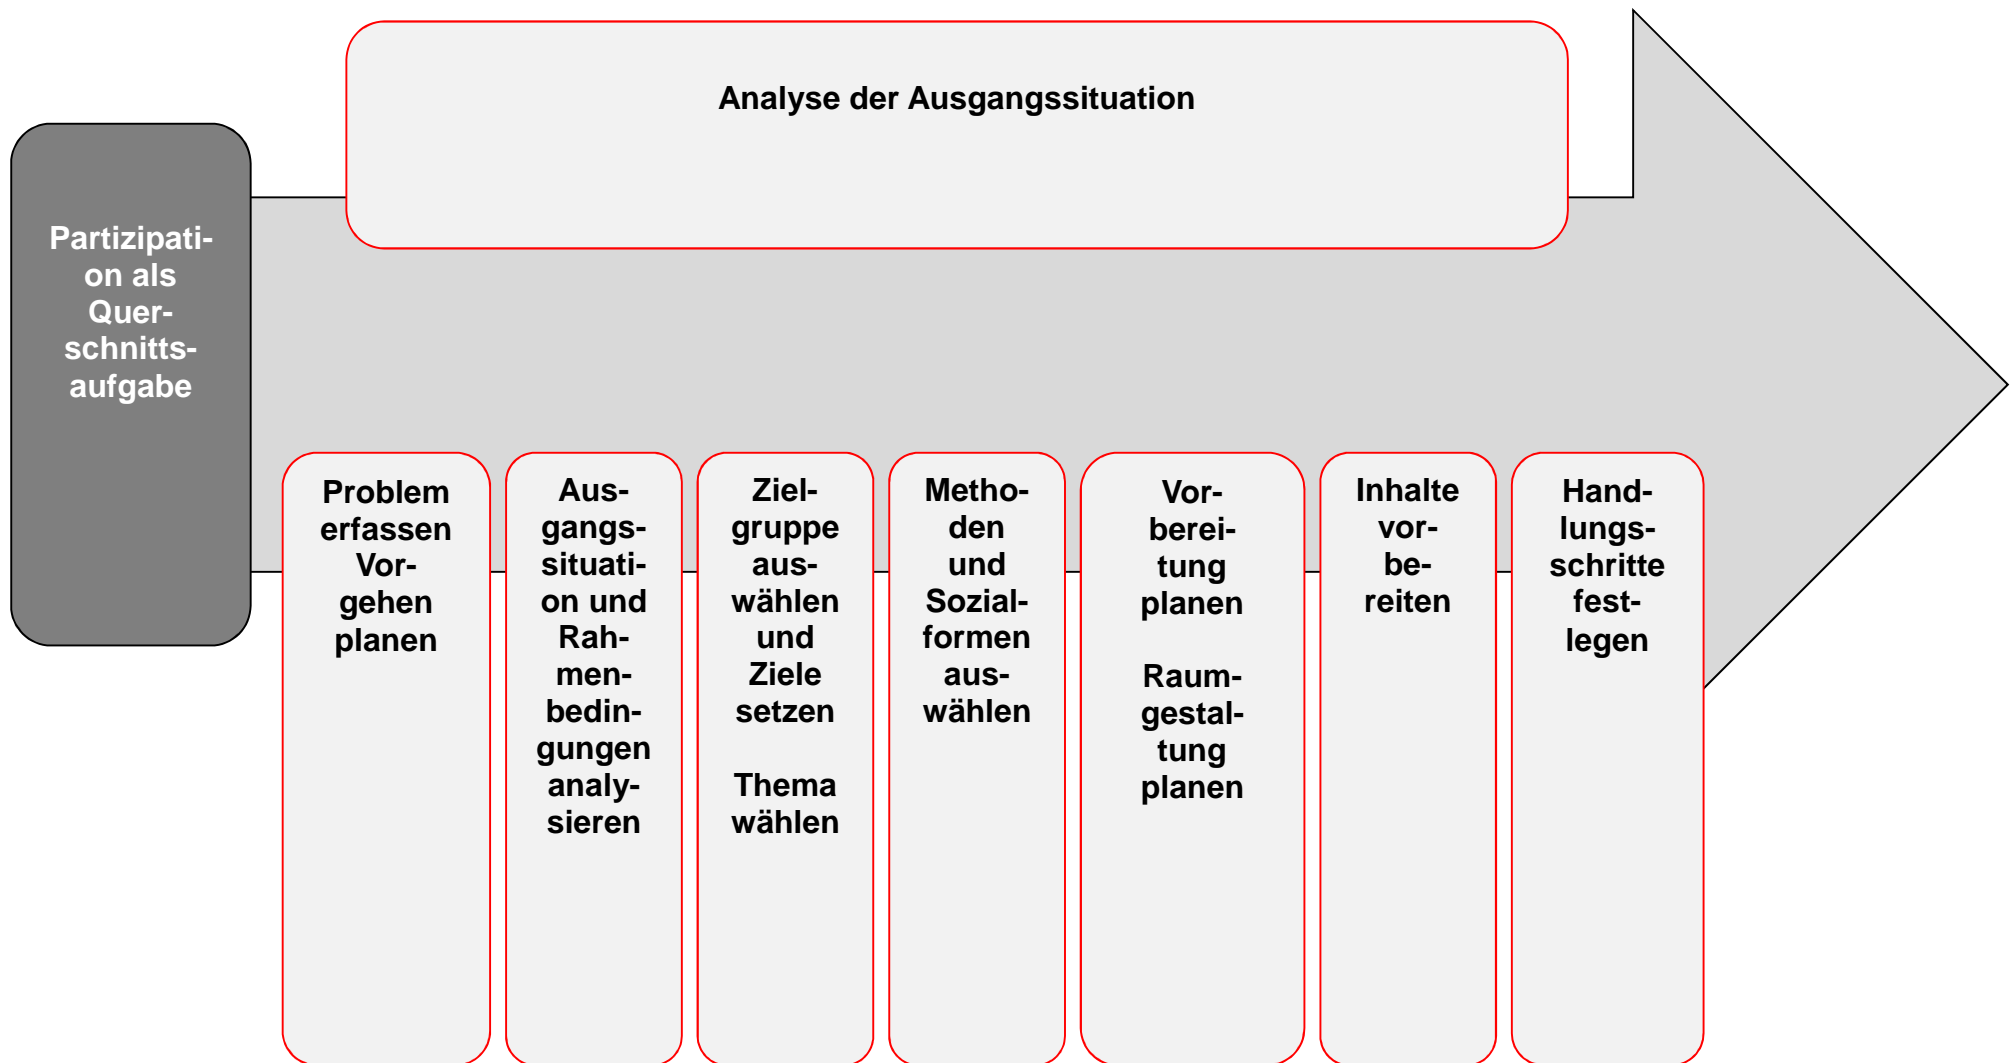 Analyse der Ausgangssituation
Partizipati-
on als
Quer-
schnitts-
aufgabe
Problem
erfassen
Vor-
gehen
planen
Aus-
gangs-
situati-
on und
Rah-
men-
bedin-
gungen
analy-
sieren
Ziel-
gruppe
aus-
wählen
und
Ziele
setzen
Thema
wählen
Metho-
den
und
Sozial-
formen
aus-
wählen
Vor-
berei-
tung
planen
Raum-
gestal-
tung
planen
Inhalte
vor-
be-
reiten
Hand-
lungs-
schritte
fest-
legen